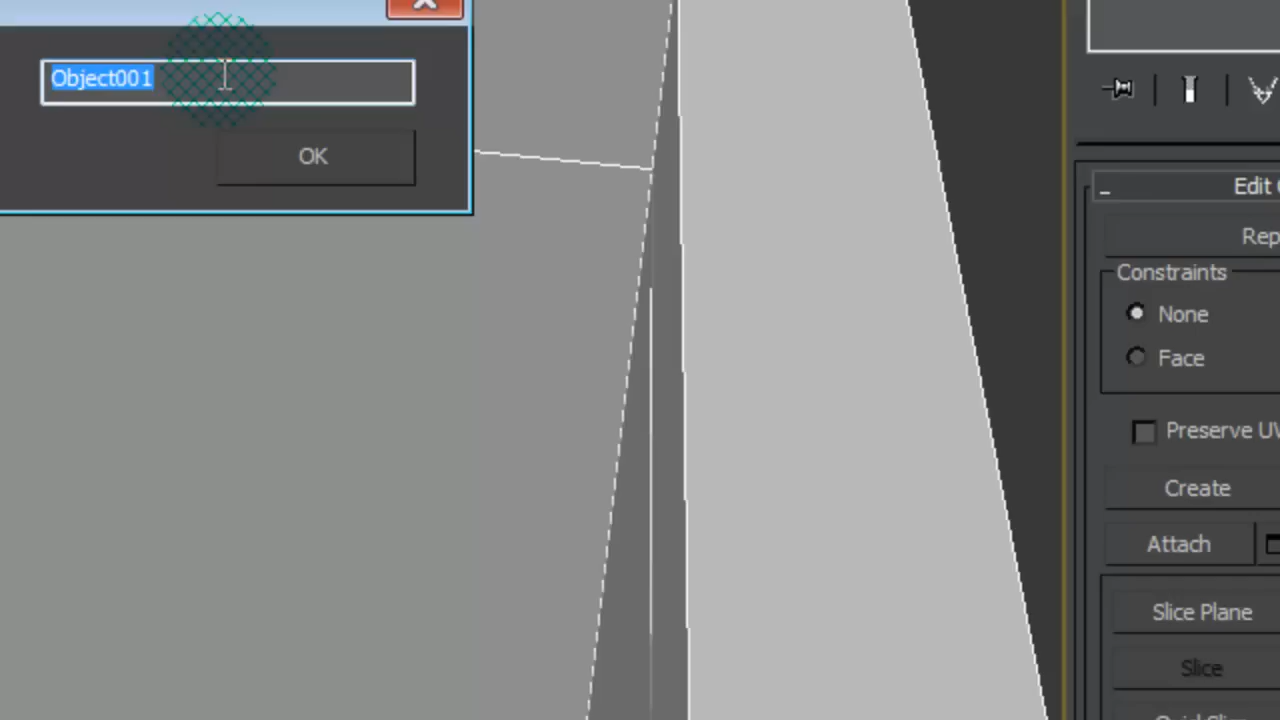 Object001
OK
Edit
Rep
Constraints
None
Face
Preserve UV
Create
Attach
Slice Plane
Slice